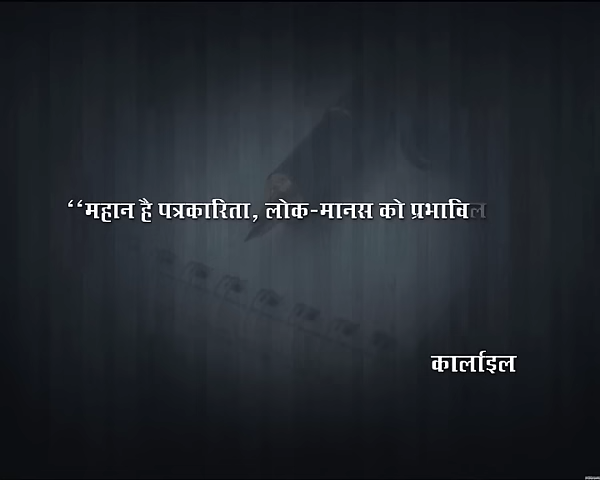 “महान है पत्रकारिता, लोक-मानस को प्रभावित
कार्लाइल